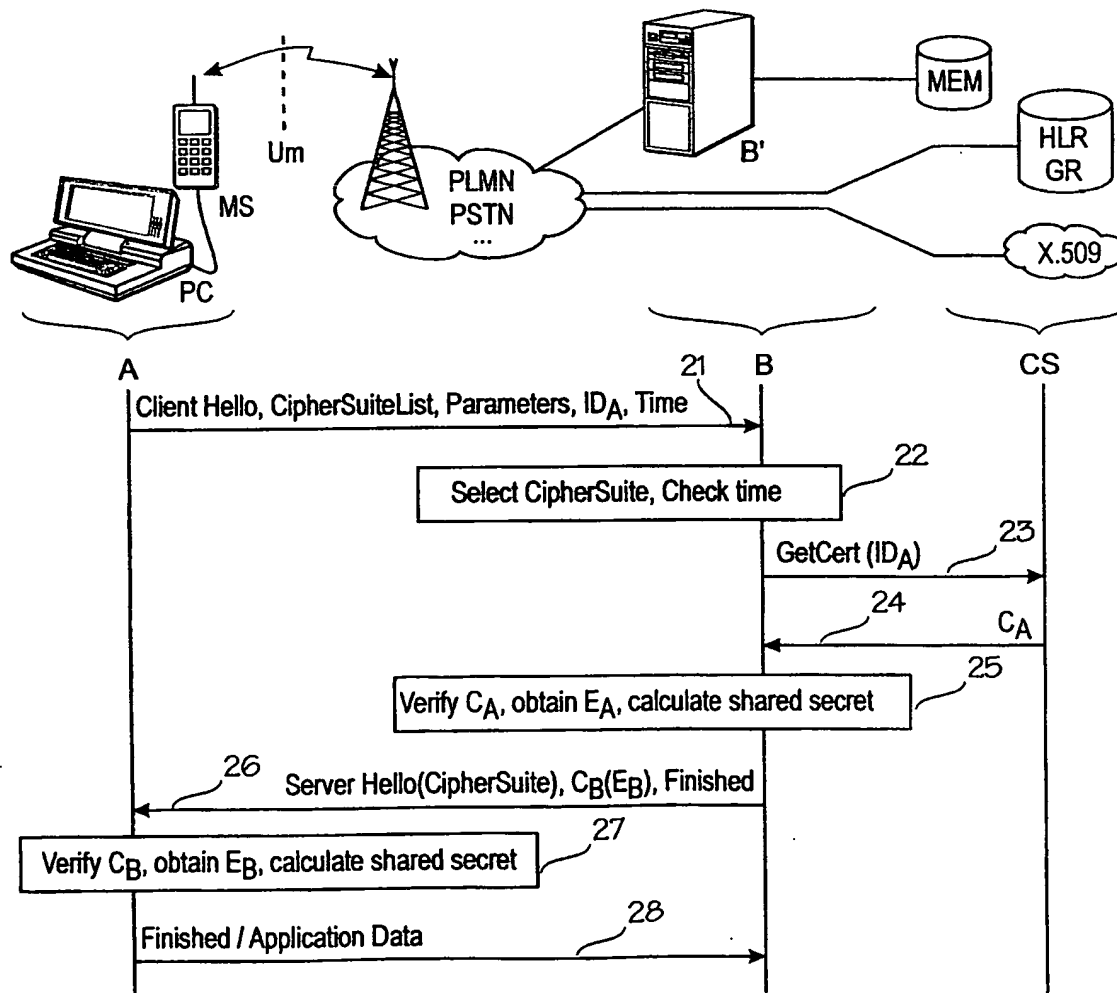 MEM
HLR
GR
B'
Um
MS
PLMN
PSTN
...
X.509
PC
A
B
CS
21
Client Hello, CipherSuiteList, Parameters, IDA, Time
22
Select CipherSuite, Check time
23
GetCert (IDA)
24
CA
25
Verify CA, obtain EA, calculate shared secret
26
Server Hello(CipherSuite), CB(EB), Finished
27
Verify CB, obtain EB, calculate shared secret
28
Finished / Application Data